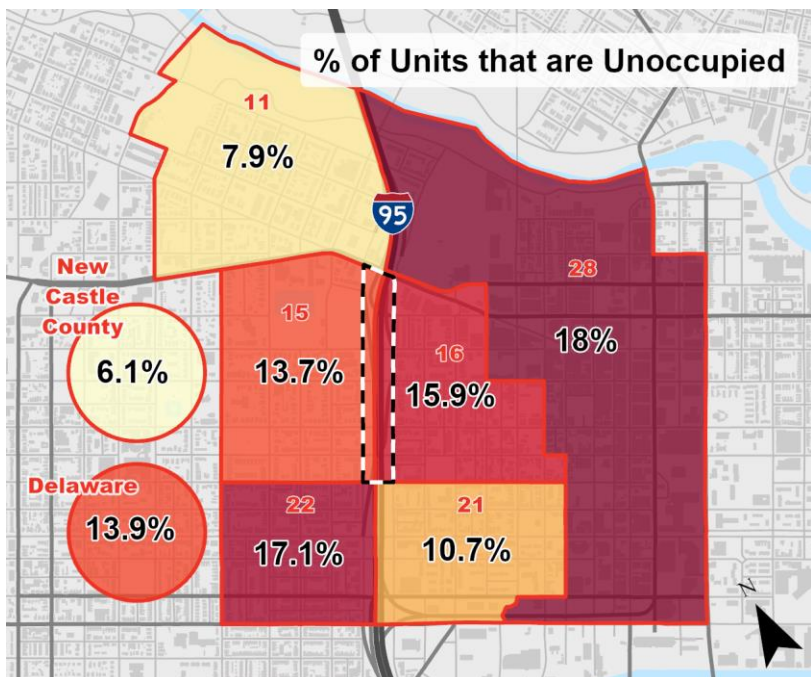 % of Units that are Unoccupied
11
7.9%
95
New
Castle
County
6.1%
15
13.7%
16
15.9%
28
18%
Delaware
13.9%
22
17.1%
21
10.7%
N